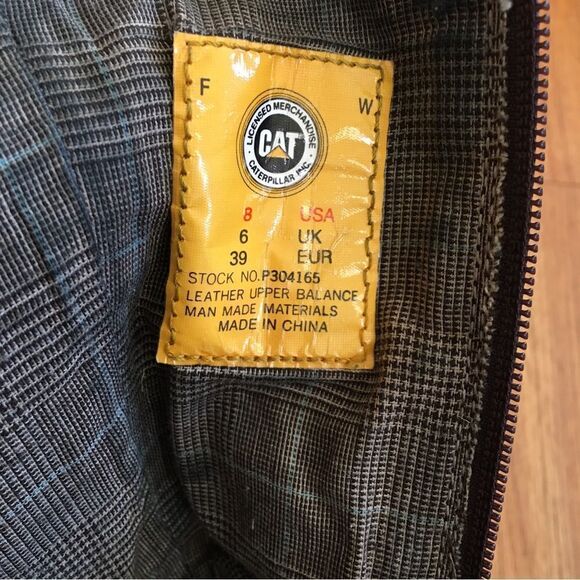 F W
LICENSED MERCHANDISE
CAT
CATERPILLAR INC.
8 USA
6 UK
39 EUR
STOCK NO.P304165
LEATHER UPPER BALANCE
MAN MADE MATERIALS
MADE IN CHINA